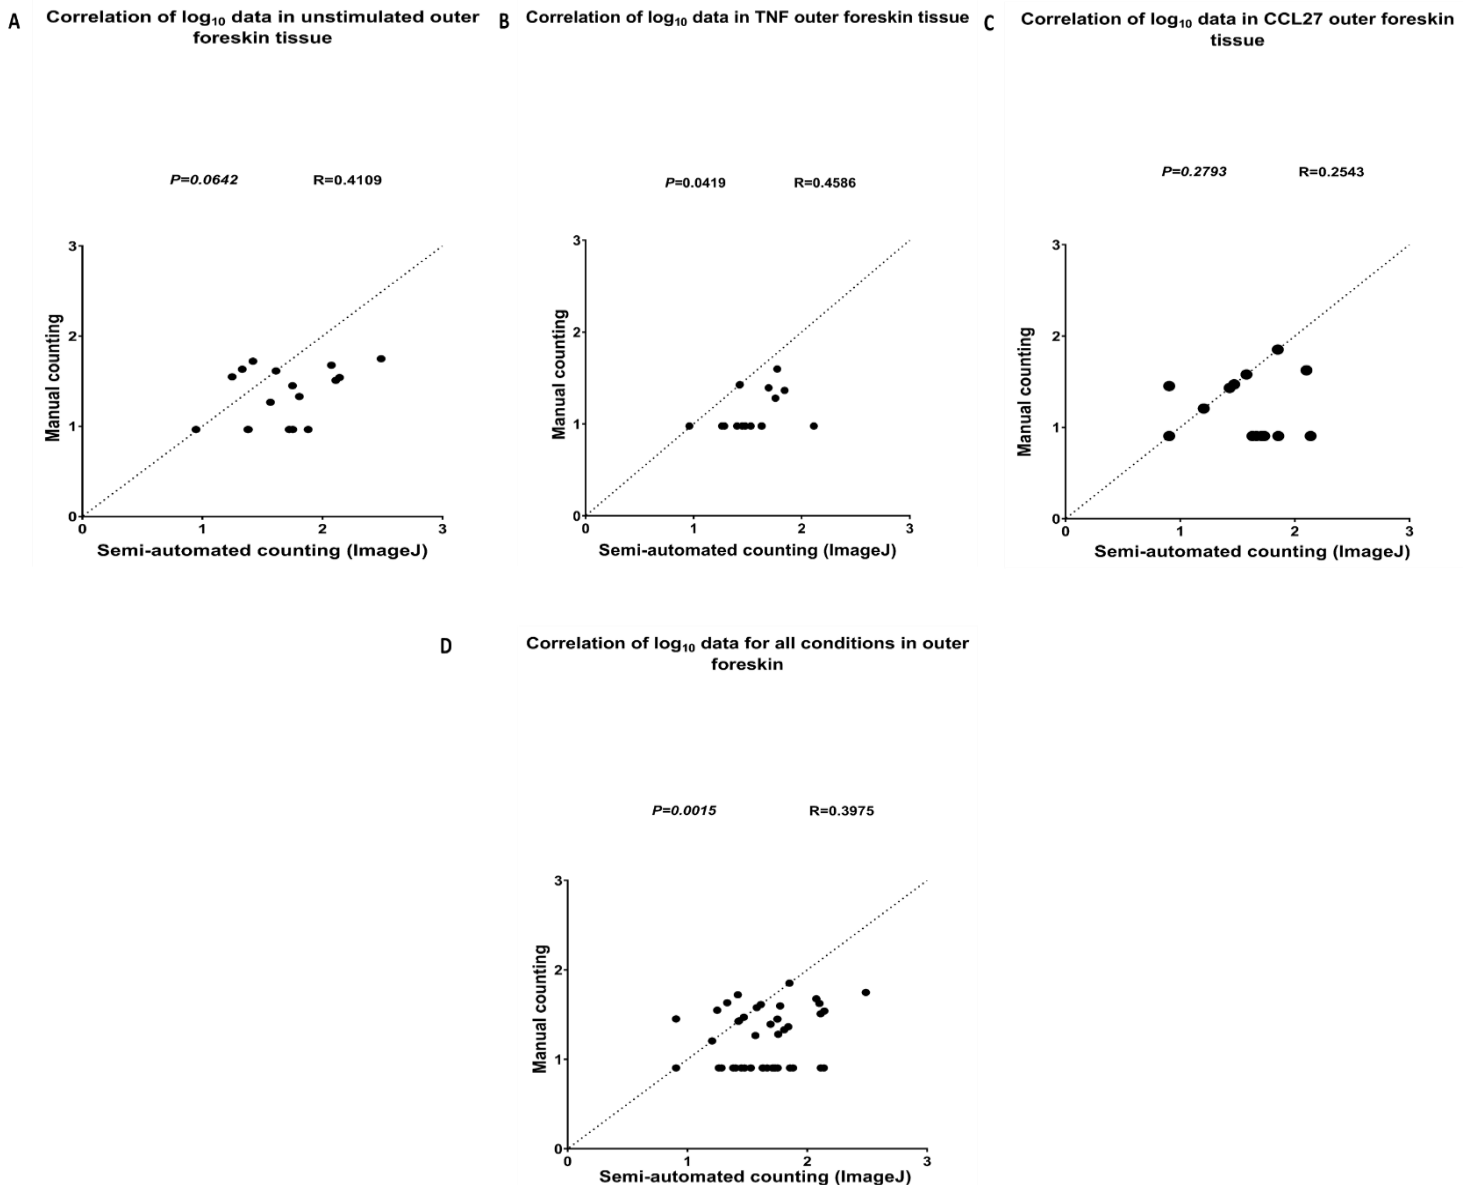 A
Correlation of log₁₀ data in unstimulated outer
foreskin tissue
P=0.0642
R=0.4109
3
2
1
0
Manual counting
0
1
2
3
Semi-automated counting (ImageJ)
B
Correlation of log₁₀ data in TNF outer foreskin tissue
P=0.0419
R=0.4586
3
2
1
0
Manual counting
0
1
2
3
Semi-automated counting (ImageJ)
C
Correlation of log₁₀ data in CCL27 outer foreskin
tissue
P=0.2793
R=0.2543
3
2
1
0
Manual counting
0
1
2
3
Semi-automated counting (ImageJ)
D
Correlation of log₁₀ data for all conditions in outer
foreskin
P=0.0015
R=0.3975
3
2
1
0
Manual counting
0
1
2
3
Semi-automated counting (ImageJ)